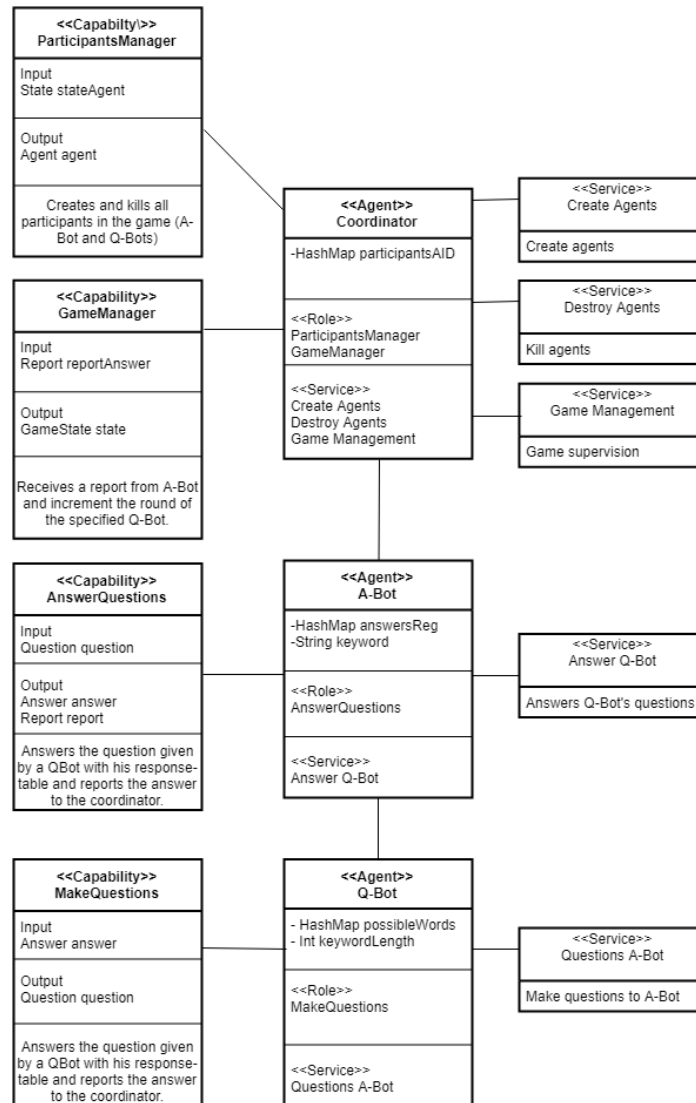 <<Capabilty\>>
ParticipantsManager
Input
State stateAgent
Output
Agent agent
Creates and kills all
participants in the game (A-
Bot and Q-Bots)
<<Agent>>
Coordinator
-HashMap participantsAID
<<Role>>
ParticipantsManager
GameManager
<<Service>>
Create Agents
Destroy Agents
Game Management
<<Service>>
Create Agents
Create agents
<<Service>>
Destroy Agents
Kill agents
<<Service>>
Game Management
Game supervision
<<Capability>>
GameManager
Input
Report reportAnswer
Output
GameState state
Receives a report from A-Bot
and increment the round of
the specified Q-Bot.
<<Capability>>
AnswerQuestions
Input
Question question
Output
Answer answer
Report report
Answers the question given
by a QBot with his response-
table and reports the answer
to the coordinator.
<<Agent>>
A-Bot
-HashMap answersReg
-String keyword
<<Role>>
AnswerQuestions
<<Service>>
Answer Q-Bot
<<Service>>
Answer Q-Bot
Answers Q-Bot's questions
<<Capability>>
MakeQuestions
Input
Answer answer
Output
Question question
Answers the question given
by a QBot with his response-
table and reports the answer
to the coordinator.
<<Agent>>
Q-Bot
- HashMap possibleWords
- Int keywordLength
<<Role>>
MakeQuestions
<<Service>>
Questions A-Bot
<<Service>>
Questions A-Bot
Make questions to A-Bot